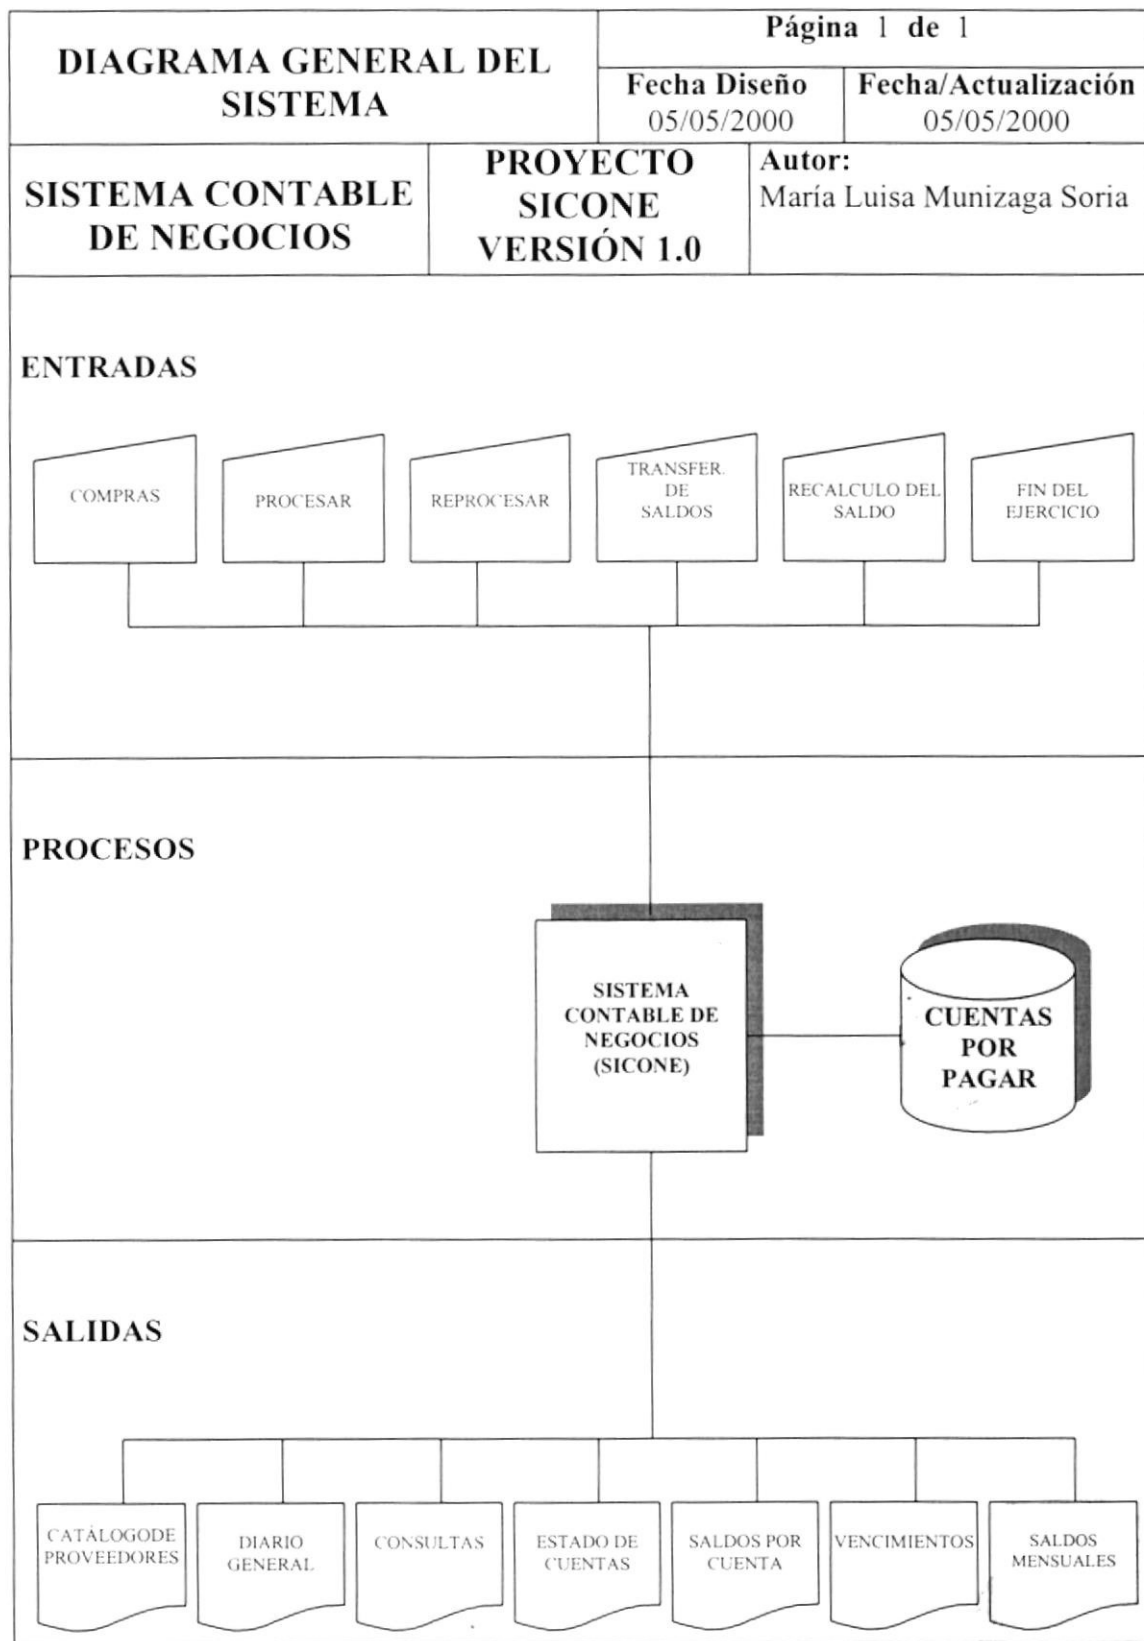 DIAGRAMA GENERAL DEL
SISTEMA
Página 1 de 1
Fecha Diseño
05/05/2000
Fecha/Actualización
05/05/2000
SISTEMA CONTABLE
DE NEGOCIOS
PROYECTO
SICONE
VERSIÓN 1.0
Autor:
María Luisa Munizaga Soria
ENTRADAS
COMPRAS
PROCESAR
REPROCESAR
TRANSFER.
DE
SALDOS
RECALCULO DEL
SALDO
FIN DEL
EJERCICIO
PROCESOS
SISTEMA
CONTABLE DE
NEGOCIOS
(SICONE)
CUENTAS
POR
PAGAR
SALIDAS
CATÁLOGODE
PROVEEDORES
DIARIO
GENERAL
CONSULTAS
ESTADO DE
CUENTAS
SALDOS POR
CUENTA
VENCIMIENTOS
SALDOS
MENSUALES